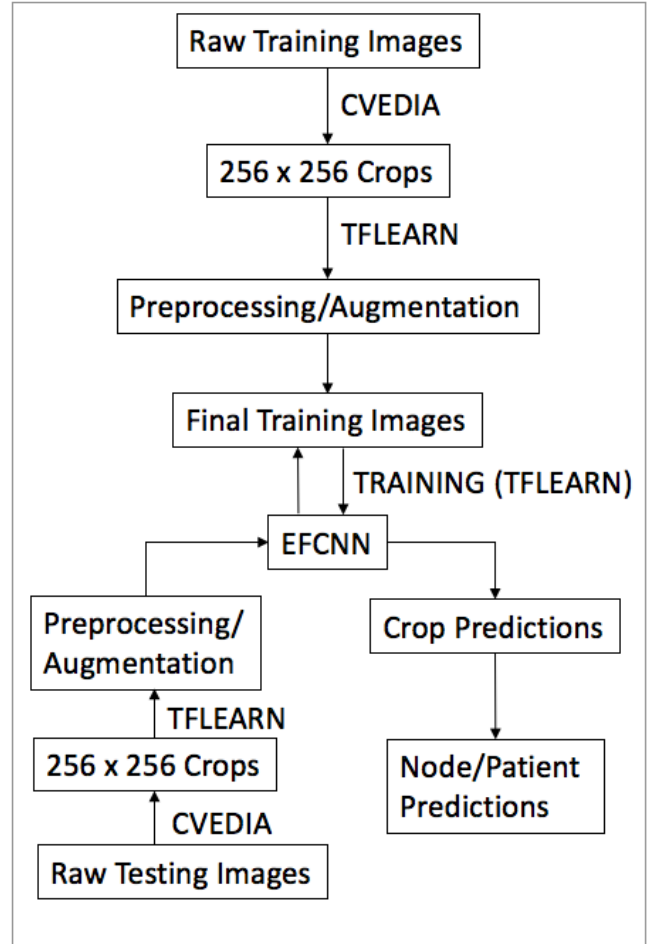 Raw Training Images
CVEDIA
256 x 256 Crops
TFLEARN
Preprocessing/Augmentation
Final Training Images
TRAINING (TFLEARN)
EFCNN
Preprocessing/
Augmentation
TFLEARN
256 x 256 Crops
CVEDIA
Raw Testing Images
Crop Predictions
Node/Patient
Predictions